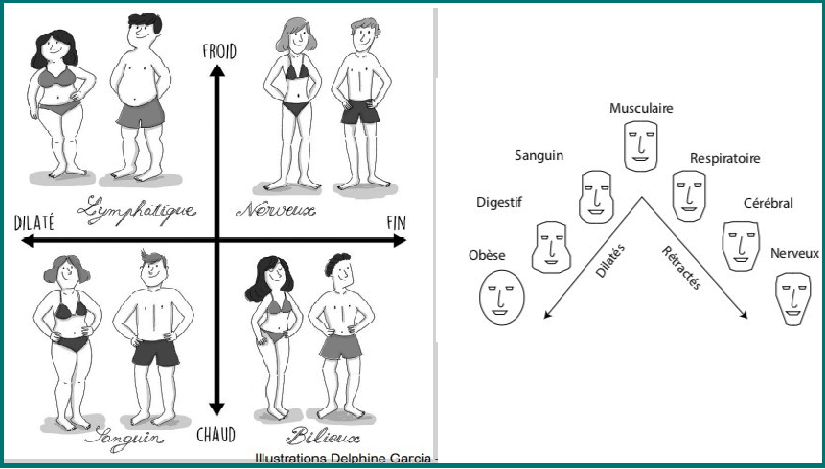 FROID
Lymphatique
Nerveux
DILATÉ
FIN
Sanguin
CHAUD
Bilieux
Illustrations Delphine Garcia -
Musculaire
Sanguin
Respiratoire
Digestif
Cérébral
Obèse
Nerveux
Dilatés
Rétractés